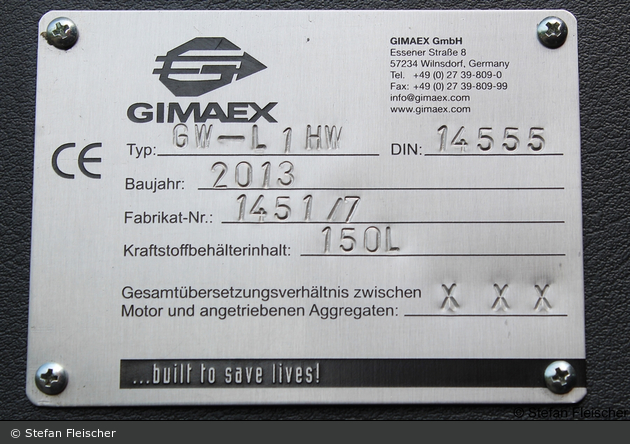 GIMAEX
GIMAEX GmbH
Essener Straße 8
57234 Wilnsdorf, Germany
Tel. +49 (0) 27 39-809-0
Fax: +49 (0) 27 39-809-99
info@gimaex.com
www.gimaex.com
CE
Typ: GW-L1HW DIN: 14555
Baujahr: 2013
Fabrikat-Nr.: 1451/7
Kraftstoffbehälterinhalt: 150L
Gesamtübersetzungsverhältnis zwischen
Motor und angetriebenen Aggregaten: X X X
...built to save lives!
© Stefan Fleischer
© Stefan Fleischer